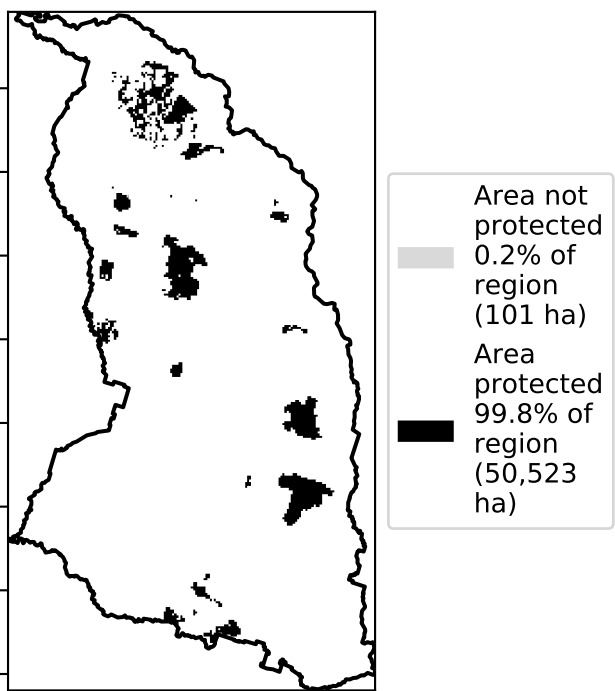 Area not
protected
0.2% of
region
(101 ha)
Area
protected
99.8% of
region
(50,523
ha)